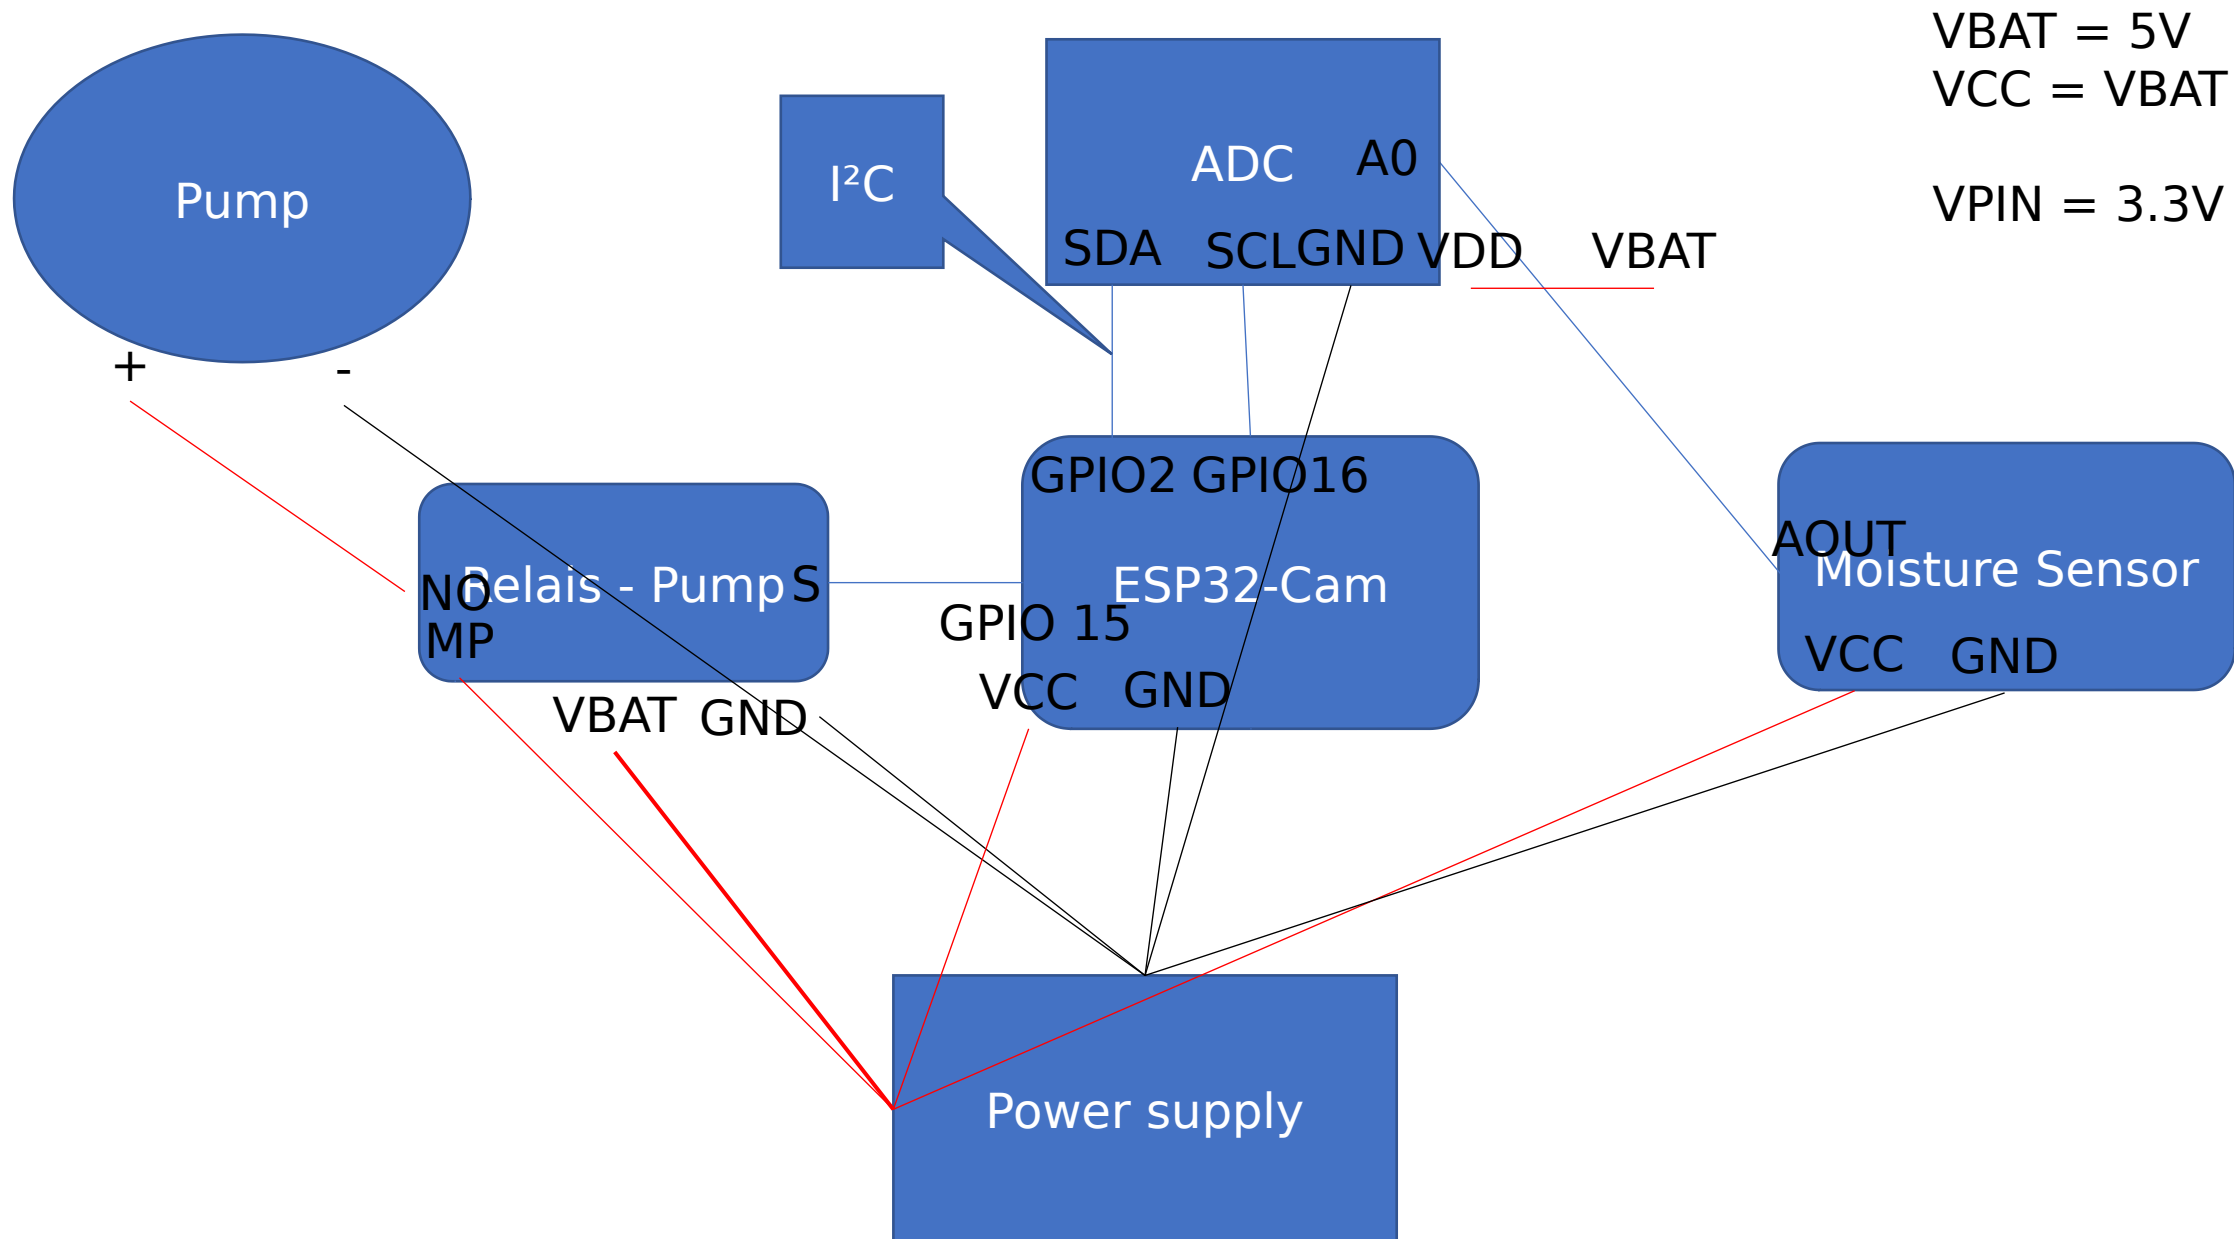 VBAT = 5V
VCC = VBAT
VPIN = 3.3V
Pump
+
-
I²C
ADC
A0
SDA
SCL
GND
VDD
VBAT
GPIO2
GPIO16
ESP32-Cam
GPIO 15
VCC
GND
Relais - Pump
S
NO
MP
VBAT
GND
AOUT
Moisture Sensor
VCC
GND
Power supply